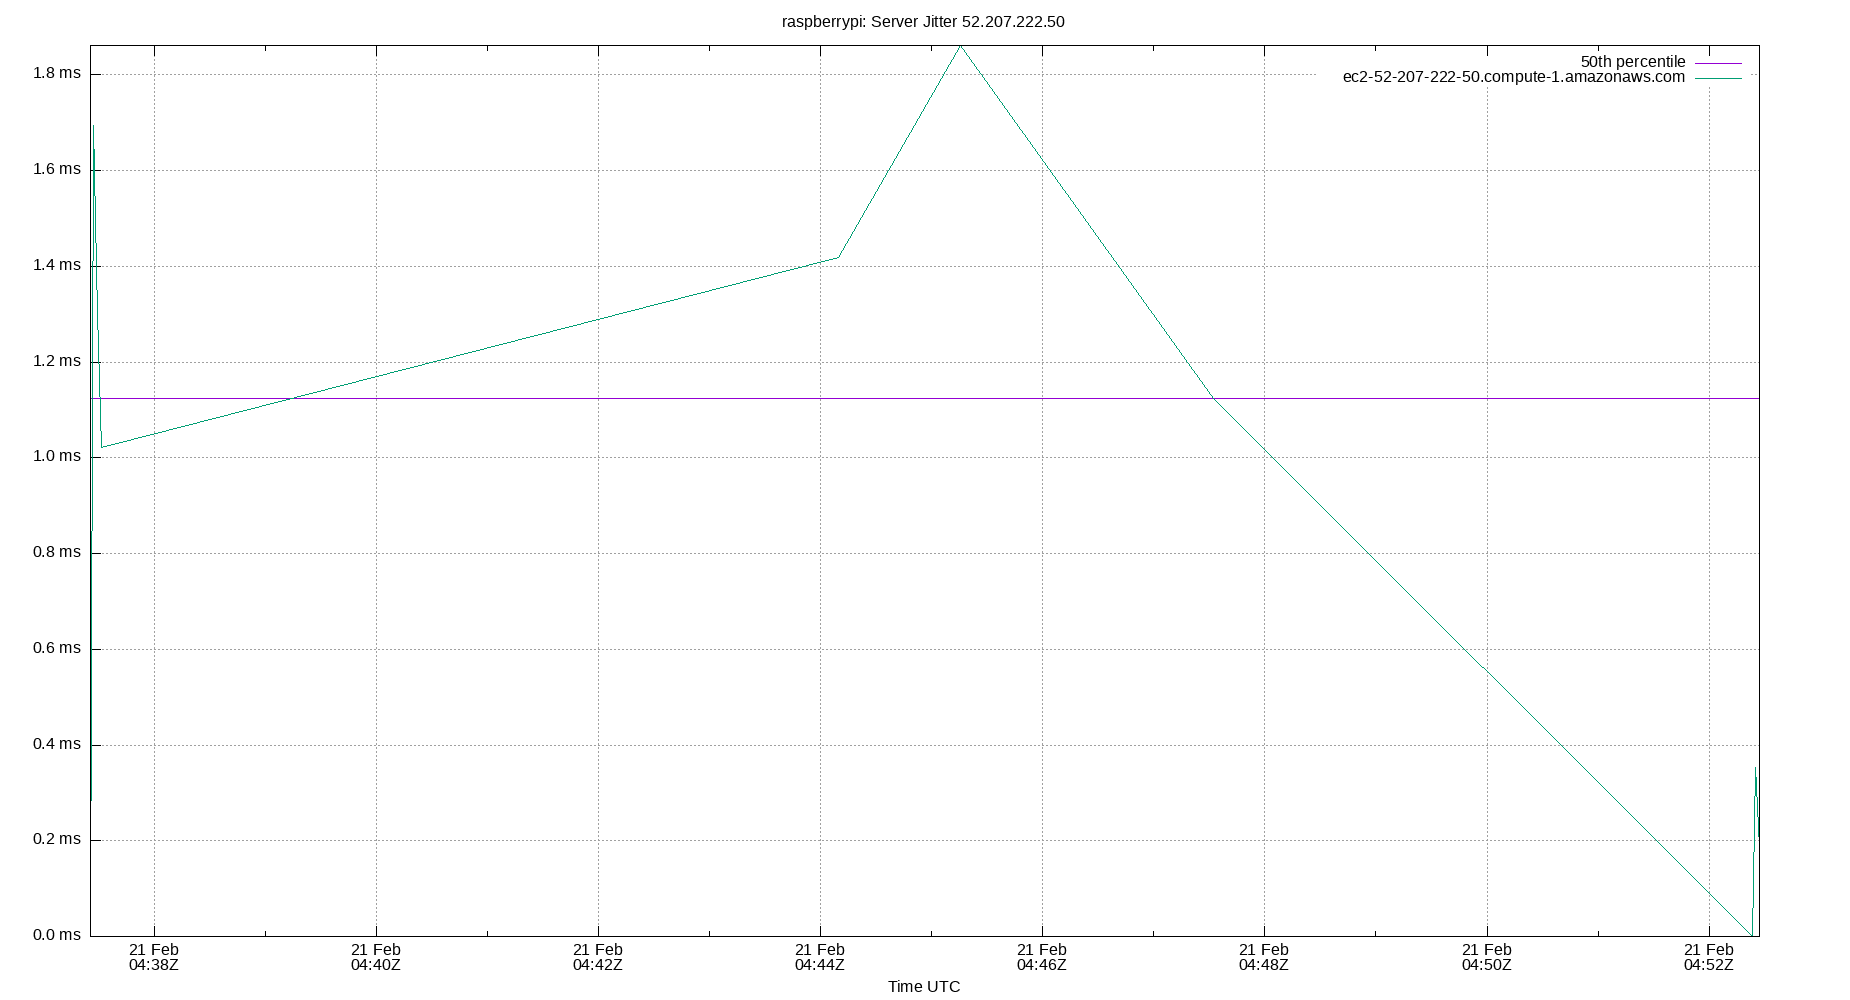 raspberrypi: Server Jitter 52.207.222.50
50th percentile
ec2-52-207-222-50.compute-1.amazonaws.com
1.8 ms
1.6 ms
1.4 ms
1.2 ms
1.0 ms
0.8 ms
0.6 ms
0.4 ms
0.2 ms
0.0 ms
21 Feb 21 Feb 21 Feb 21 Feb 21 Feb 21 Feb 21 Feb 21 Feb
04:38Z 04:40Z 04:42Z 04:44Z 04:46Z 04:48Z 04:50Z 04:52Z
Time UTC